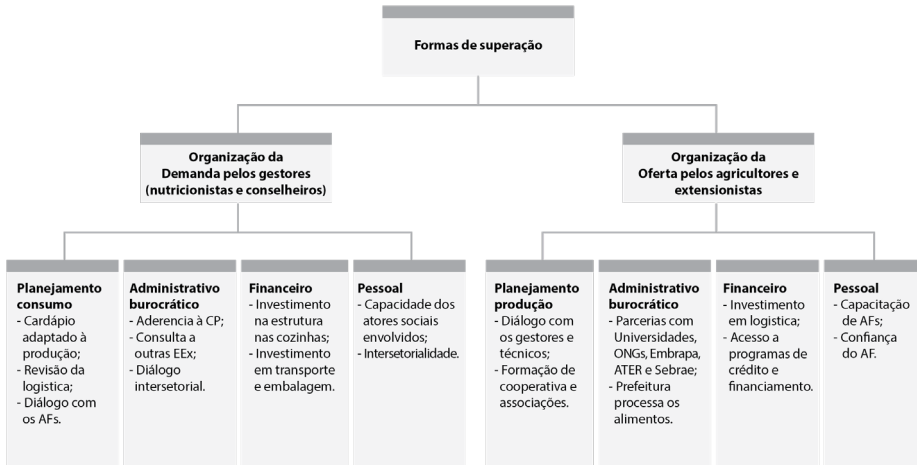 Formas de superação
Organização da
Demanda pelos gestores
(nutricionistas e conselheiros)
Organização da
Oferta pelos agricultores e
extensionistas
Planejamento
consumo
- Cardápio
adaptado à
produção;
- Revisão da
logistica;
- Diálogo com
os AFs.
Administrativo
burocrático
- Aderencia à CP;
- Consulta a
outras EEx;
- Diálogo
intesetorial.
Financeiro
- Investimento
na estrutura
nas cozinhas;
- Investimento
em transporte
e embalagem.
Pessoal
- Capacidade dos
atores sociais
envolvidos;
- Intersetorialidade.
Planejamento
produção
- Diálogo com
os gestores e
técnicos;
- Formação de
cooperativa e
associações.
Administrativo
burocrático
- Parcerias com
Universidades,
ONGs, Embrapa,
ATER e Sebrae;
- Prefeitura
processa os
alimentos.
Financeiro
- Investimento
em logistica;
- Acesso a
programas de
crédito e
financiamento.
Pessoal
- Capacitação
de AFs;
- Confiança
do AF.